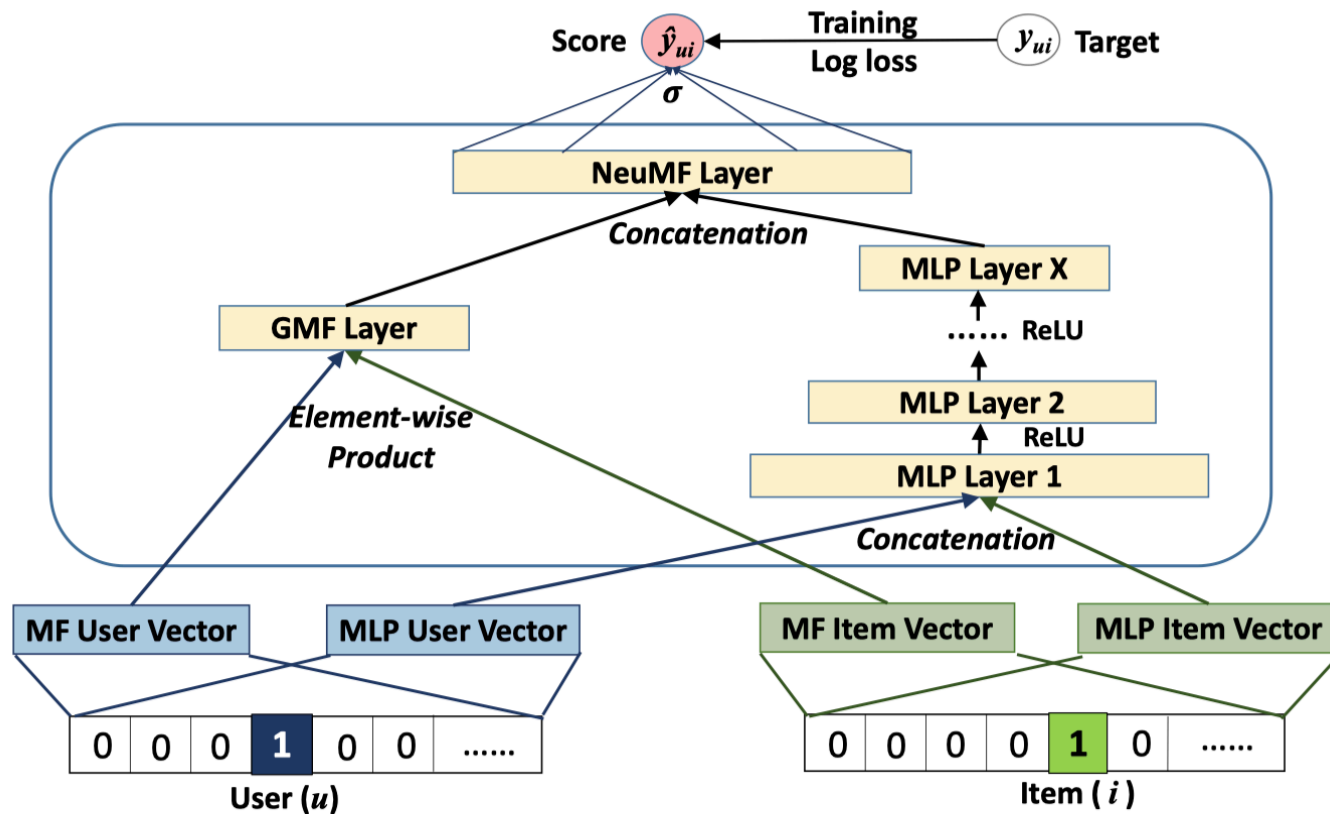 Score ŷui Training yui Target
Log loss
σ
NeuMF Layer
Concatenation
MLP Layer X
GMF Layer
...... ReLU
Element-wise
Product
MLP Layer 2
ReLU
MLP Layer 1
Concatenation
MF User Vector MLP User Vector MF Item Vector MLP Item Vector
0 0 0 1 0 0 ...... 0 0 0 0 1 0 ......
User (u) Item ( i )